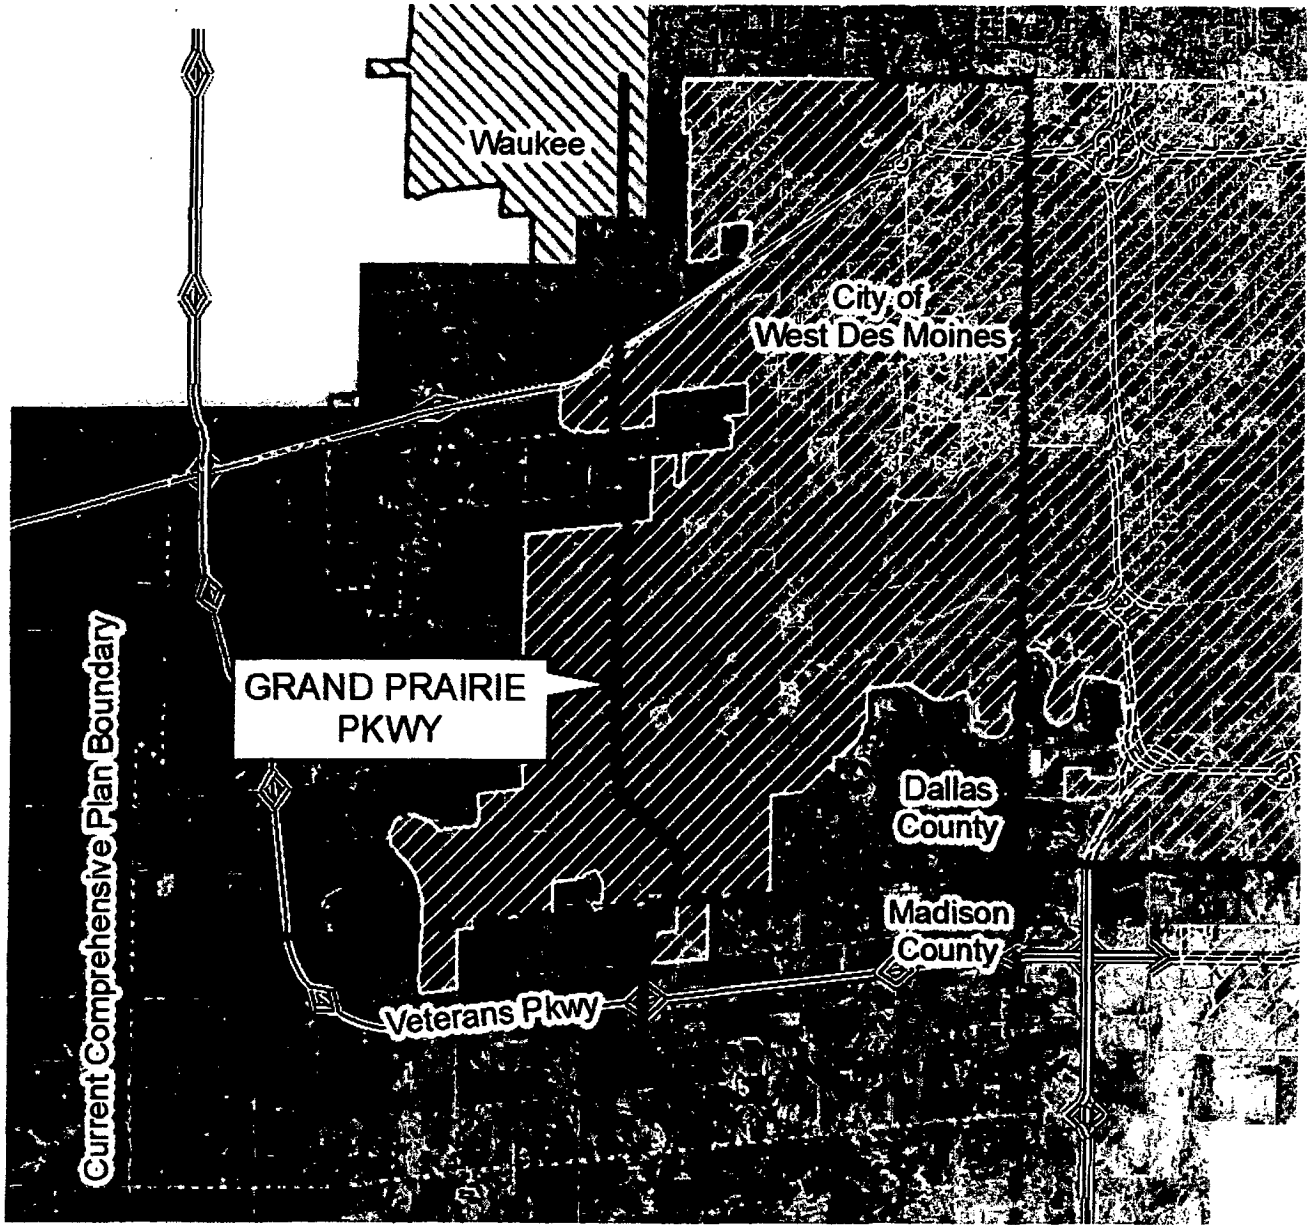 Waukee
City of
West Des Moines
GRAND PRAIRIE
PKWY
Current Comprehensive Plan Boundary
Dallas
County
Madison
County
Veterans Pkwy